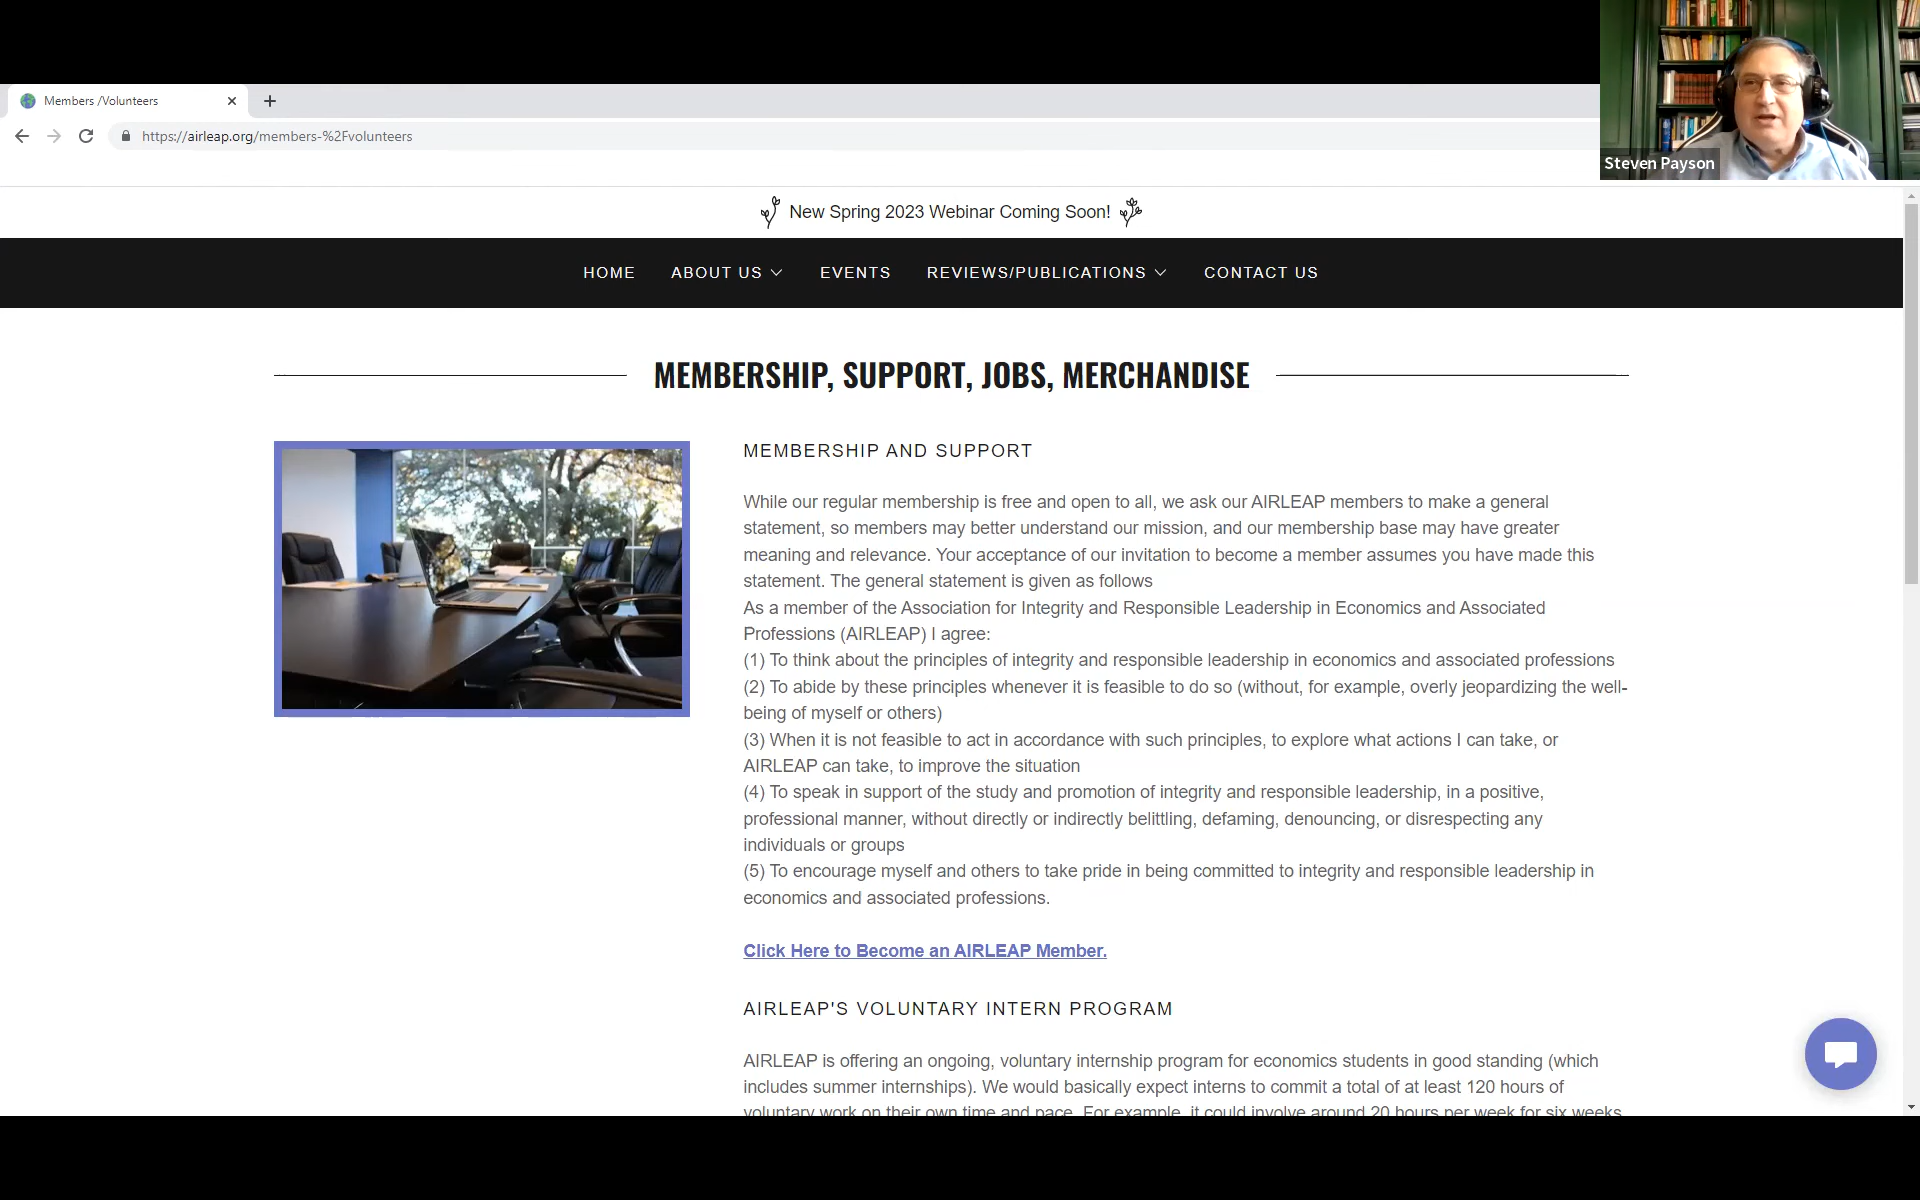 Members /Volunteers
https://airleap.org/members-%2Fvolunteers
Steven Payson
New Spring 2023 Webinar Coming Soon!
HOME ABOUT US EVENTS REVIEWS/PUBLICATIONS CONTACT US
MEMBERSHIP, SUPPORT, JOBS, MERCHANDISE
MEMBERSHIP AND SUPPORT
While our regular membership is free and open to all, we ask our AIRLEAP members to make a general
statement, so members may better understand our mission, and our membership base may have greater
meaning and relevance. Your acceptance of our invitation to become a member assumes you have made this
statement. The general statement is given as follows
As a member of the Association for Integrity and Responsible Leadership in Economics and Associated
Professions (AIRLEAP) I agree:
(1) To think about the principles of integrity and responsible leadership in economics and associated professions
(2) To abide by these principles whenever it is feasible to do so (without, for example, overly jeopardizing the well-
being of myself or others)
(3) When it is not feasible to act in accordance with such principles, to explore what actions I can take, or
AIRLEAP can take, to improve the situation
(4) To speak in support of the study and promotion of integrity and responsible leadership, in a positive,
professional manner, without directly or indirectly belittling, defaming, denouncing, or disrespecting any
individuals or groups
(5) To encourage myself and others to take pride in being committed to integrity and responsible leadership in
economics and associated professions.
Click Here to Become an AIRLEAP Member.
AIRLEAP'S VOLUNTARY INTERN PROGRAM
AIRLEAP is offering an ongoing, voluntary internship program for economics students in good standing (which
includes summer internships). We would basically expect interns to commit a total of at least 120 hours of
voluntary work on their own time and pace. For example, it could involve around 20 hours per week for six weeks